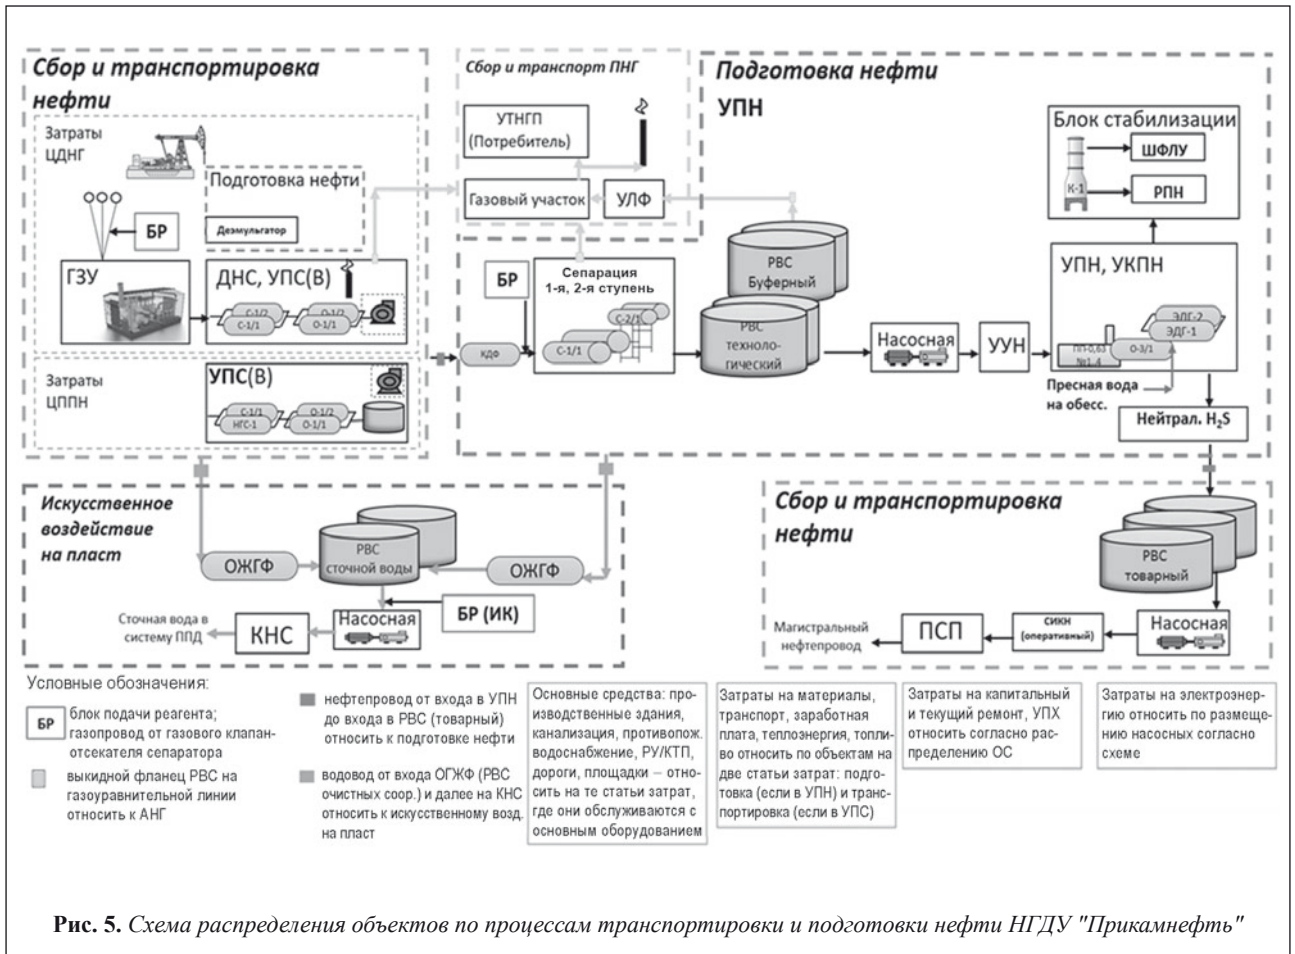 Сбор и транспортировка
нефти
Затраты
ЦДНГ
Подготовка нефти
БР
Деэмульгатор
ГЗУ
ДНС, УПС(В)
С-1/2
С-1/1
О-1/2
О-1/1
Затраты
ЦППН
УПС(В)
С-1/1
НГС-1
О-1/2
О-1/1
Сбор и транспорт ПНГ
УТНГП
(Потребитель)
Газовый участок
УЛФ
Подготовка нефти
УПН
БР
КДФ
Сепарация
1-я, 2-я ступень
С-2/1
С-1/1
РВС
Буферный
РВС
техноло-
гический
Насосная
УУН
Блок стабилизации
К-1
ШФЛУ
РПН
УПН, УКПН
ЭДГ-2
ЭДГ-1
О-3/1
ПП-0,63
№1..4
Пресная вода
на обесс.
Нейтрал. H₂S
Искусственное
воздействие
на пласт
РВС
сточной воды
ОЖГФ
ОЖГФ
БР (ИК)
Насосная
КНС
Сточная вода в
систему ППД
Сбор и транспортировка
нефти
РВС
товарный
Насосная
СИКН
(оперативный)
ПСП
Магистральный
нефтепровод
Условные обозначения:
БР
блок подачи реагента;
газопровод от газового клапан-
отсекателя сепаратора
выкидной фланец РВС на
газоуравнительной линии
относить к АНГ
нефтепровод от входа в УПН
до входа в РВС (товарный)
относить к подготовке нефти
водовод от входа ОГЖФ (РВС
очистных соор.) и далее на КНС
относить к искусственному возд.
на пласт
Основные средства: про-
изводственные здания,
канализация, противопож.
водоснабжение, РУ/КТП,
дороги, площадки – отно-
сить на те статьи затрат,
где они обслуживаются с
основным оборудованием
Затраты на материалы,
транспорт, заработная
плата, теплоэнергия, топли-
во относить по объектам на
две статьи затрат: подго-
товка (если в УПН) и транс-
портировка (если в УПС)
Затраты на капитальный
и текущий ремонт, УПХ
относить согласно рас-
пределению ОС
Затраты на электроэнер-
гию относить по размеще-
нию насосных согласно
схеме
Рис. 5. Схема распределения объектов по процессам транспортировки и подготовки нефти НГДУ "Прикамнефть"